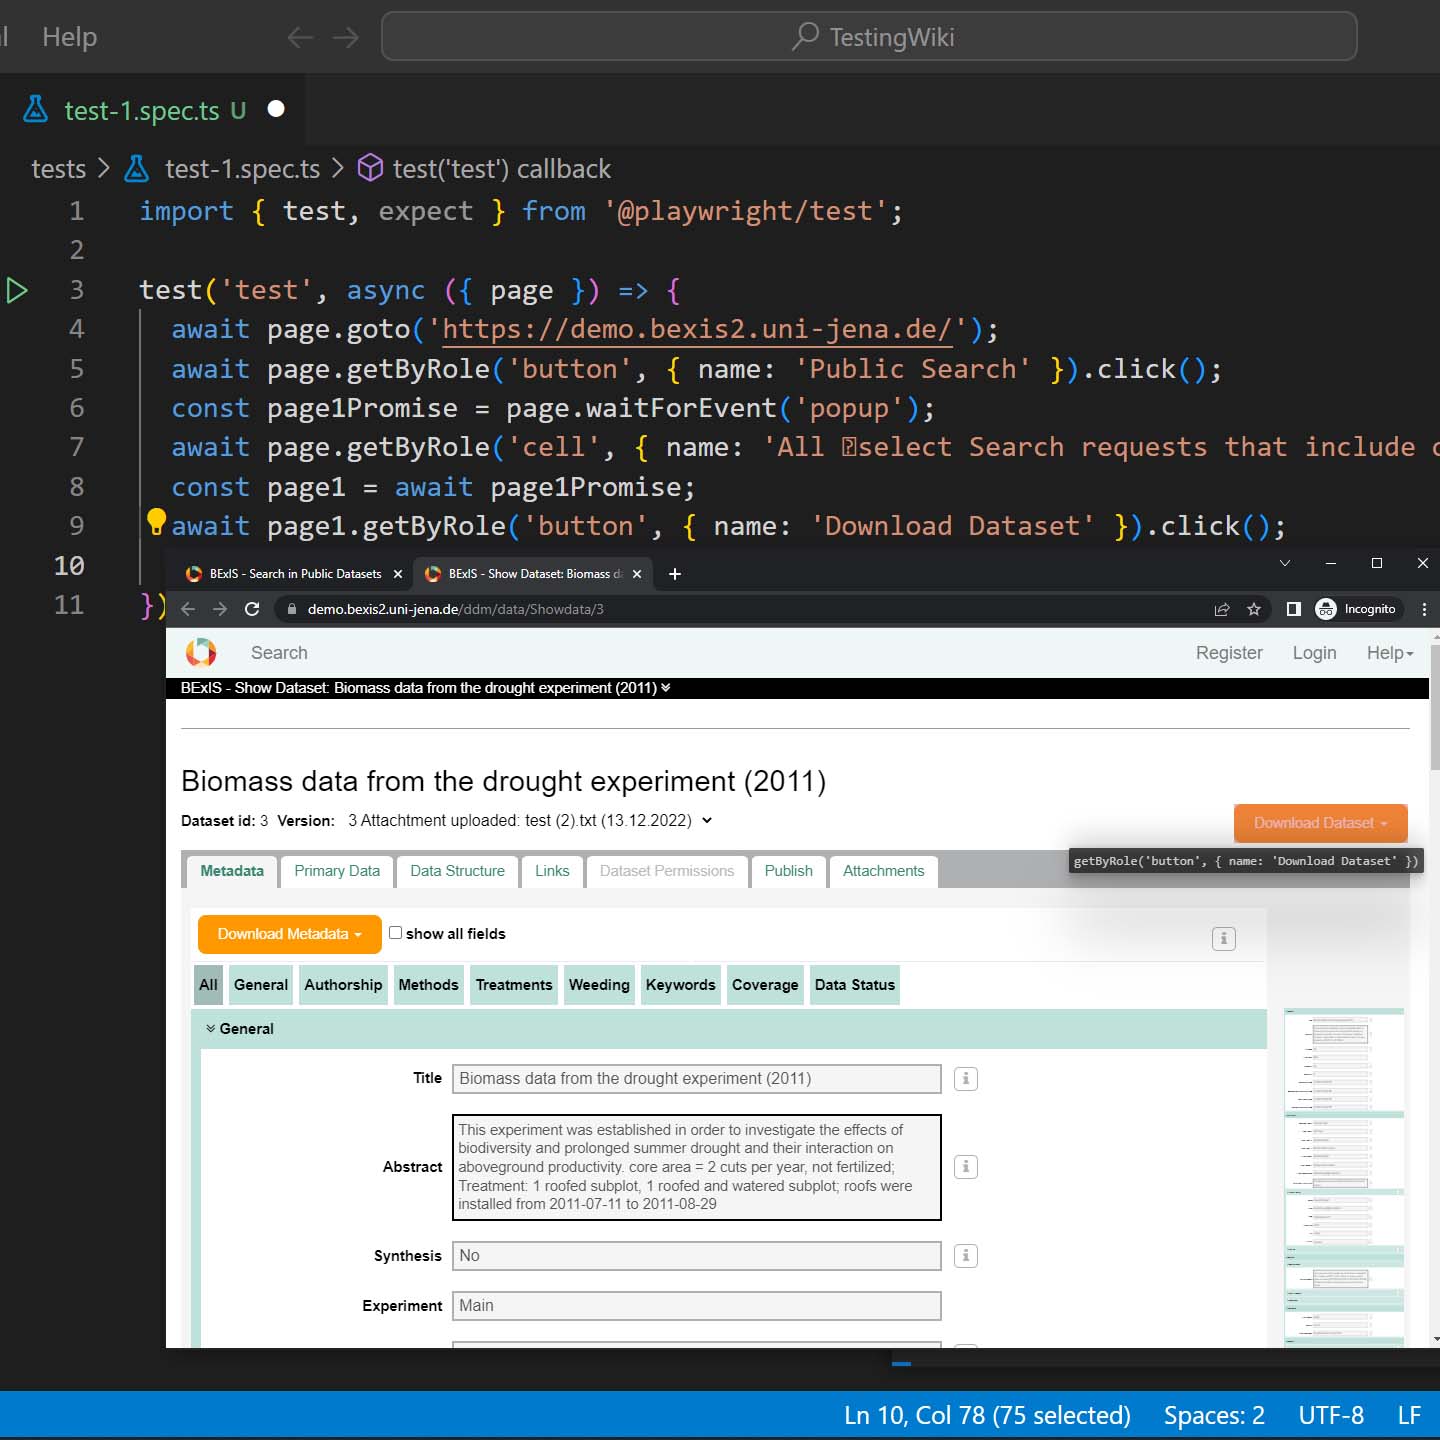 Help
TestingWiki
test-1.spec.ts U
tests > test-1.spec.ts > test('test') callback
1 import { test, expect } from '@playwright/test';
2
3 test('test', async ({ page }) => {
4 await page.goto('https://demo.bexis2.uni-jena.de/');
5 await page.getByRole('button', { name: 'Public Search' }).click();
6 const page1Promise = page.waitForEvent('popup');
7 await page.getByRole('cell', { name: 'All select Search requests that include
8 const page1 = await page1Promise;
9 await page1.getByRole('button', { name: 'Download Dataset' }).click();
10
11 })
BExIS - Search in Public Datasets
BExIS - Show Dataset: Biomass
demo.bexis2.uni-jena.de/ddm/data/Showdata/3
Incognito
Search Register Login Help
BExIS - Show Dataset: Biomass data from the drought experiment (2011)
Biomass data from the drought experiment (2011)
Dataset id: 3 Version: 3 Attachtment uploaded: test (2).txt (13.12.2022)
Download Dataset
getByRole('button', { name: 'Download Dataset' })
Metadata Primary Data Data Structure Links Dataset Permissions Publish Attachments
Download Metadata show all fields
All General Authorship Methods Treatments Weeding Keywords Coverage Data Status
General
Title Biomass data from the drought experiment (2011)
Abstract
This experiment was established in order to investigate the effects of
biodiversity and prolonged summer drought and their interaction on
aboveground productivity. core area = 2 cuts per year, not fertilized;
Treatment: 1 roofed subplot, 1 roofed and watered subplot; roofs were
installed from 2011-07-11 to 2011-08-29
Synthesis No
Experiment Main
Ln 10, Col 78 (75 selected) Spaces: 2 UTF-8 LF